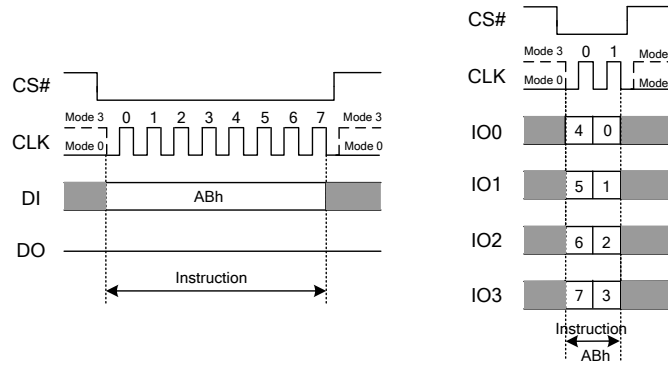 CS#
Mode 3 0 1 2 3 4 5 6 7 Mode 3
CLK
Mode 0 Mode 0
DI ABh
DO
Instruction
CS#
Mode 3 0 1 Mode
CLK
Mode 0 Mode
IO0 4 0
IO1 5 1
IO2 6 2
IO3 7 3
Instruction
ABh